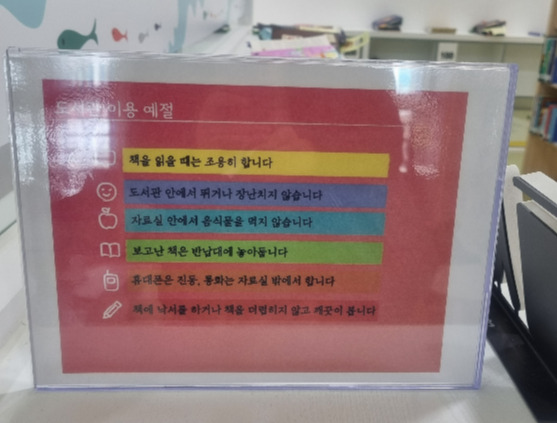 도서관 이용 예절
책을 읽을 때는 조용히 합니다
도서관 안에서 뛰거나 장난치지 않습니다
자료실 안에서 음식물을 먹지 않습니다
보고난 책은 반납대에 놓아둡니다
휴대폰은 진동, 통화는 자료실 밖에서 합니다
책에 낙서를 하거나 책을 더럽히지 않고 깨끗이 봅니다